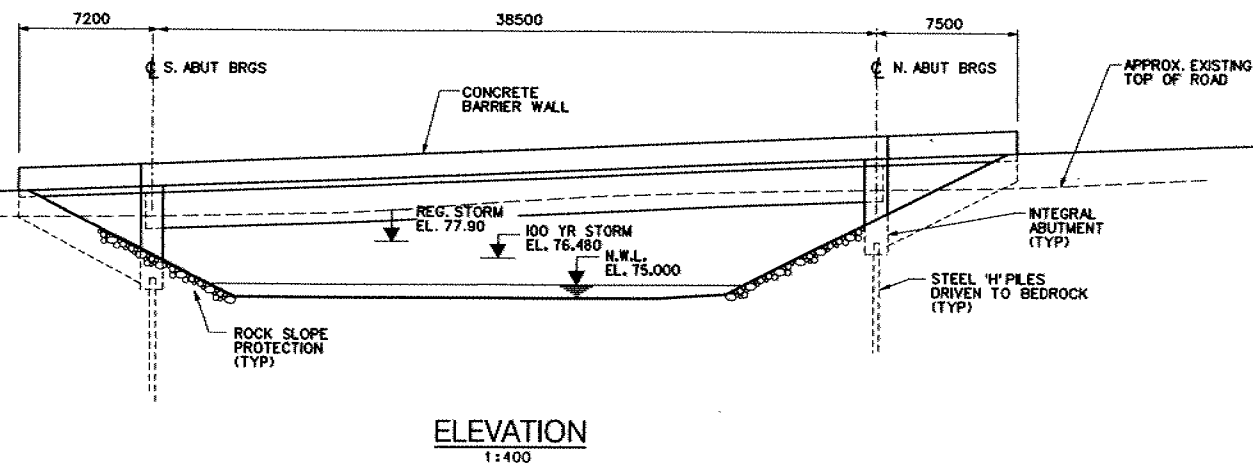 7200
38500
7500
℄ S. ABUT BRGS
℄ N. ABUT BRGS
APPROX. EXISTING
TOP OF ROAD
CONCRETE
BARRIER WALL
REG. STORM
EL. 77.90
100 YR STORM
EL. 76.480
N.W.L.
EL. 75.000
INTEGRAL
ABUTMENT
(TYP)
STEEL 'H' PILES
DRIVEN TO BEDROCK
(TYP)
ROCK SLOPE
PROTECTION
(TYP)
ELEVATION
1:400